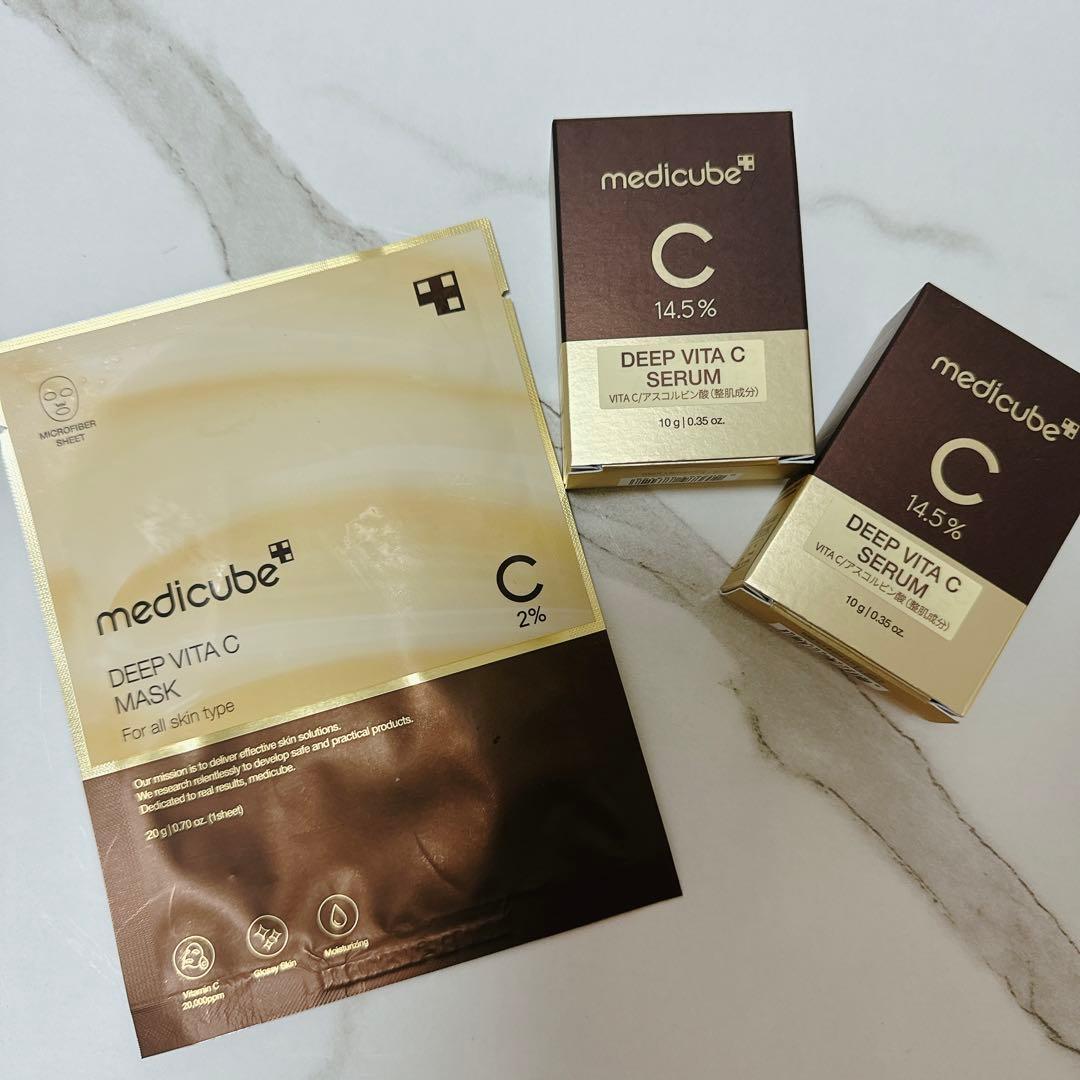 MICROFIBER
SHEET
medicube
C
2%
DEEP VITA C
MASK
For all skin type
Our mission is to deliver effective skin solutions.
We research relentlessly to develop safe and practical products.
Dedicated to real results, medicube.
20 g | 0.70 oz. (1sheet)
Vitamin C
20,000ppm
Glossy Skin
Moisturizing
medicube
C
14.5%
DEEP VITA C
SERUM
VITA C/アスコルビン酸(整肌成分)
10 g | 0.35 oz.
medicube
C
14.5%
DEEP VITA C
SERUM
VITA C/アスコルビン酸(整肌成分)
10 g | 0.35 oz.